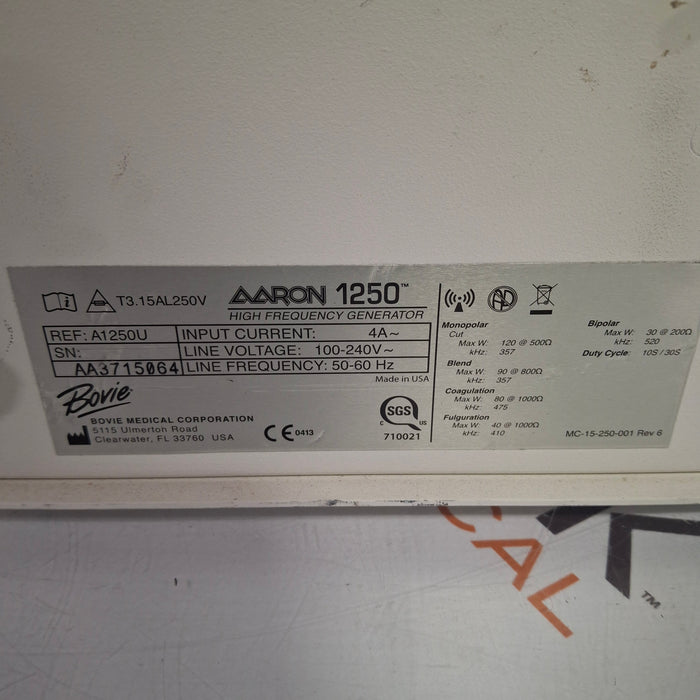 T3.15AL250V
AARON 1250™
HIGH FREQUENCY GENERATOR
REF: A1250U
INPUT CURRENT: 4A~
SN: AA3715064
LINE VOLTAGE: 100-240V~
LINE FREQUENCY: 50-60 Hz
Made in USA
Bovie
BOVIE MEDICAL CORPORATION
5115 Ulmerton Road
Clearwater, FL 33760 USA
CE 0413
SGS
C US
710021
Monopolar
Cut
Max W: 120 @ 500Ω
kHz: 357
Blend
Max W: 90 @ 800Ω
kHz: 357
Coagulation
Max W: 80 @ 1000Ω
kHz: 475
Fulguration
Max W: 40 @ 1000Ω
kHz: 410
Bipolar
Max W: 30 @ 200Ω
kHz: 520
Duty Cycle: 10S / 30S
MC-15-250-001 Rev 6
CAL
™